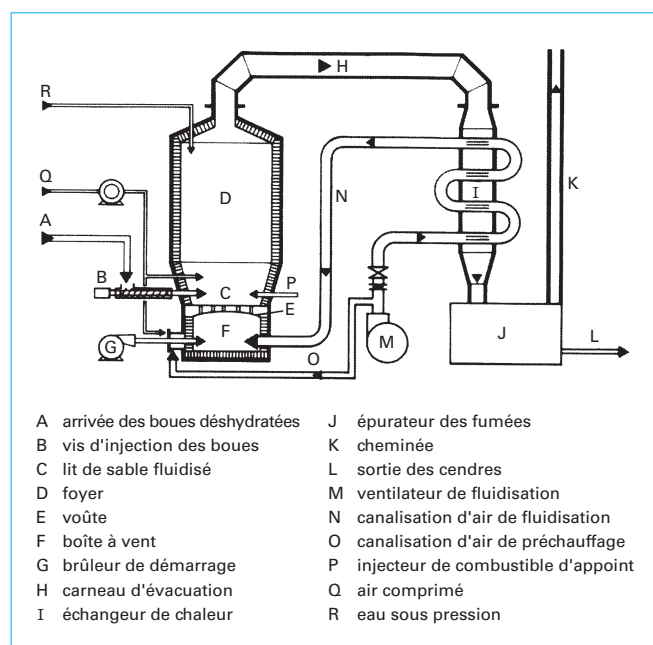 R
H
Q
D
N
I
K
A
B
P
C
E
F
G
O
M
J
L
A arrivée des boues déshydratées
B vis d'injection des boues
C lit de sable fluidisé
D foyer
E voûte
F boîte à vent
G brûleur de démarrage
H carneau d'évacuation
I échangeur de chaleur
J épurateur des fumées
K cheminée
L sortie des cendres
M ventilateur de fluidisation
N canalisation d'air de fluidisation
O canalisation d'air de préchauffage
P injecteur de combustible d'appoint
Q air comprimé
R eau sous pression